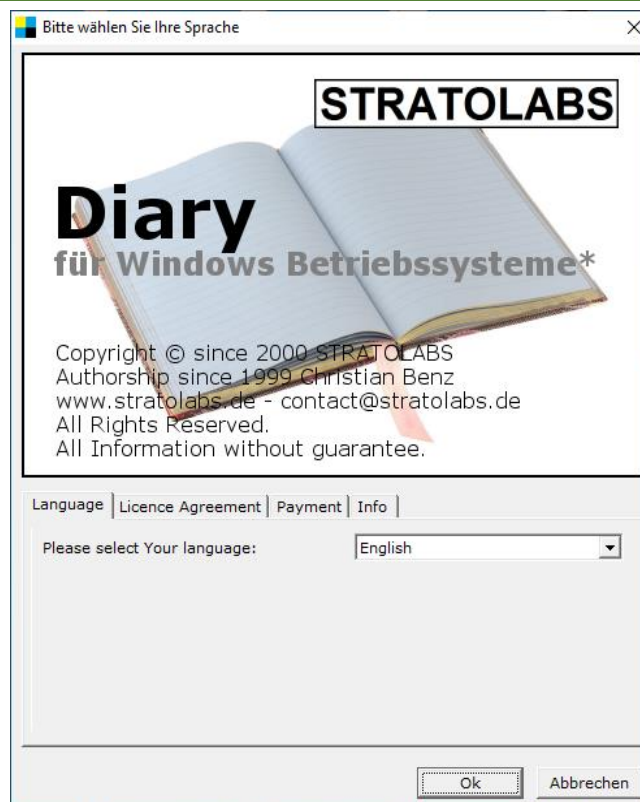 Bitte wählen Sie Ihre Sprache
STRATOLABS
Diary
für Windows Betriebssysteme*
Copyright © since 2000 STRATOLABS
Authorship since 1999 Christian Benz
www.stratolabs.de - contact@stratolabs.de
All Rights Reserved.
All Information without guarantee.
Language Licence Agreement Payment Info
Please select Your language: English
Ok Abbrechen